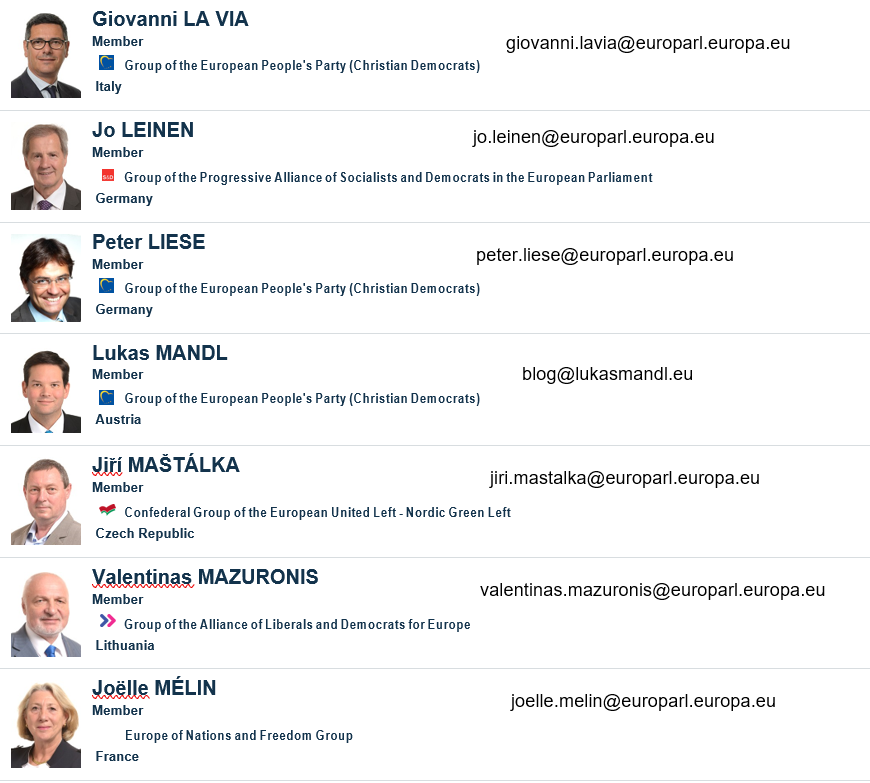 Giovanni LA VIA
Member
giovanni.lavia@europarl.europa.eu
Group of the European People's Party (Christian Democrats)
Italy
Jo LEINEN
jo.leinen@europarl.europa.eu
Member
S&D
Group of the Progressive Alliance of Socialists and Democrats in the European Parliament
Germany
Peter LIESE
peter.liese@europarl.europa.eu
Member
Group of the European People's Party (Christian Democrats)
Germany
Lukas MANDL
Member
blog@lukasmandl.eu
Group of the European People's Party (Christian Democrats)
Austria
Jiří MAŠTÁLKA
jiri.mastalka@europarl.europa.eu
Member
Confederal Group of the European United Left - Nordic Green Left
Czech Republic
Valentinas MAZURONIS
valentinas.mazuronis@europarl.europa.eu
Member
Group of the Alliance of Liberals and Democrats for Europe
Lithuania
Joëlle MÉLIN
joelle.melin@europarl.europa.eu
Member
Europe of Nations and Freedom Group
France